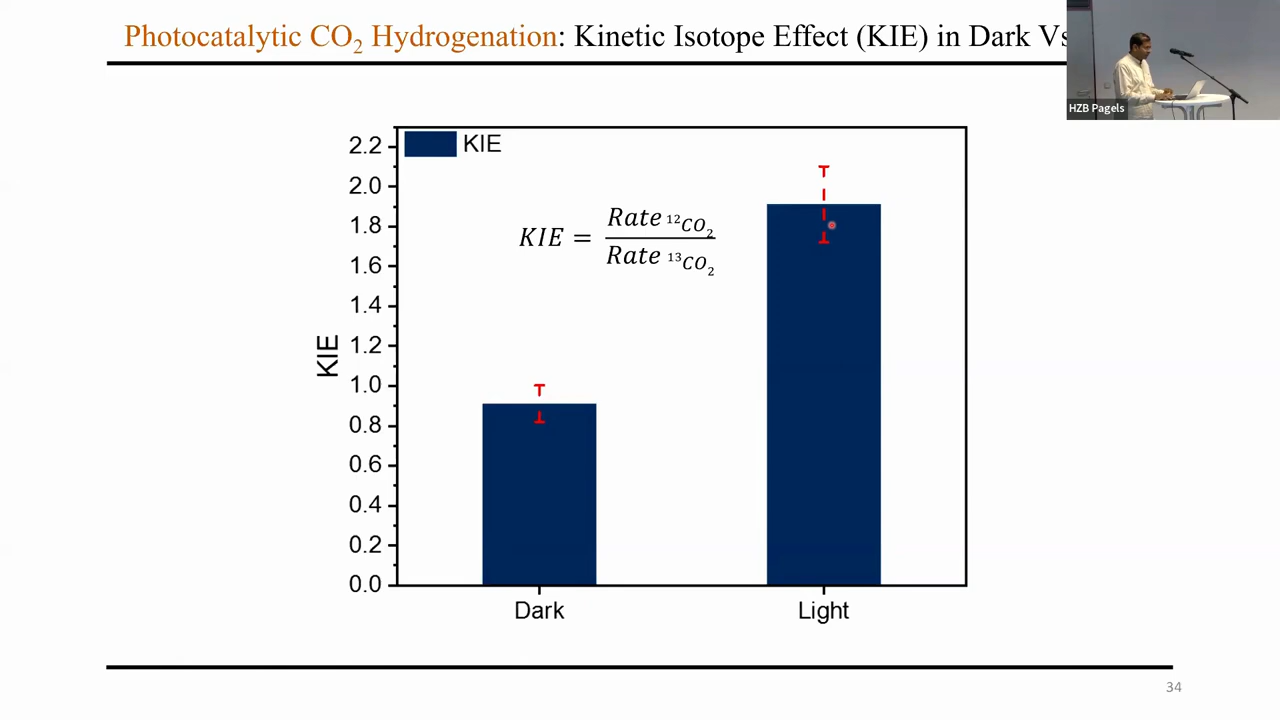 Photocatalytic CO2 Hydrogenation: Kinetic Isotope Effect (KIE) in Dark Vs
HZB Pagels
KIE
KIE = Rate 12CO2 / Rate 13CO2
KIE
2.2
2.0
1.8
1.6
1.4
1.2
1.0
0.8
0.6
0.4
0.2
0.0
Dark Light
34